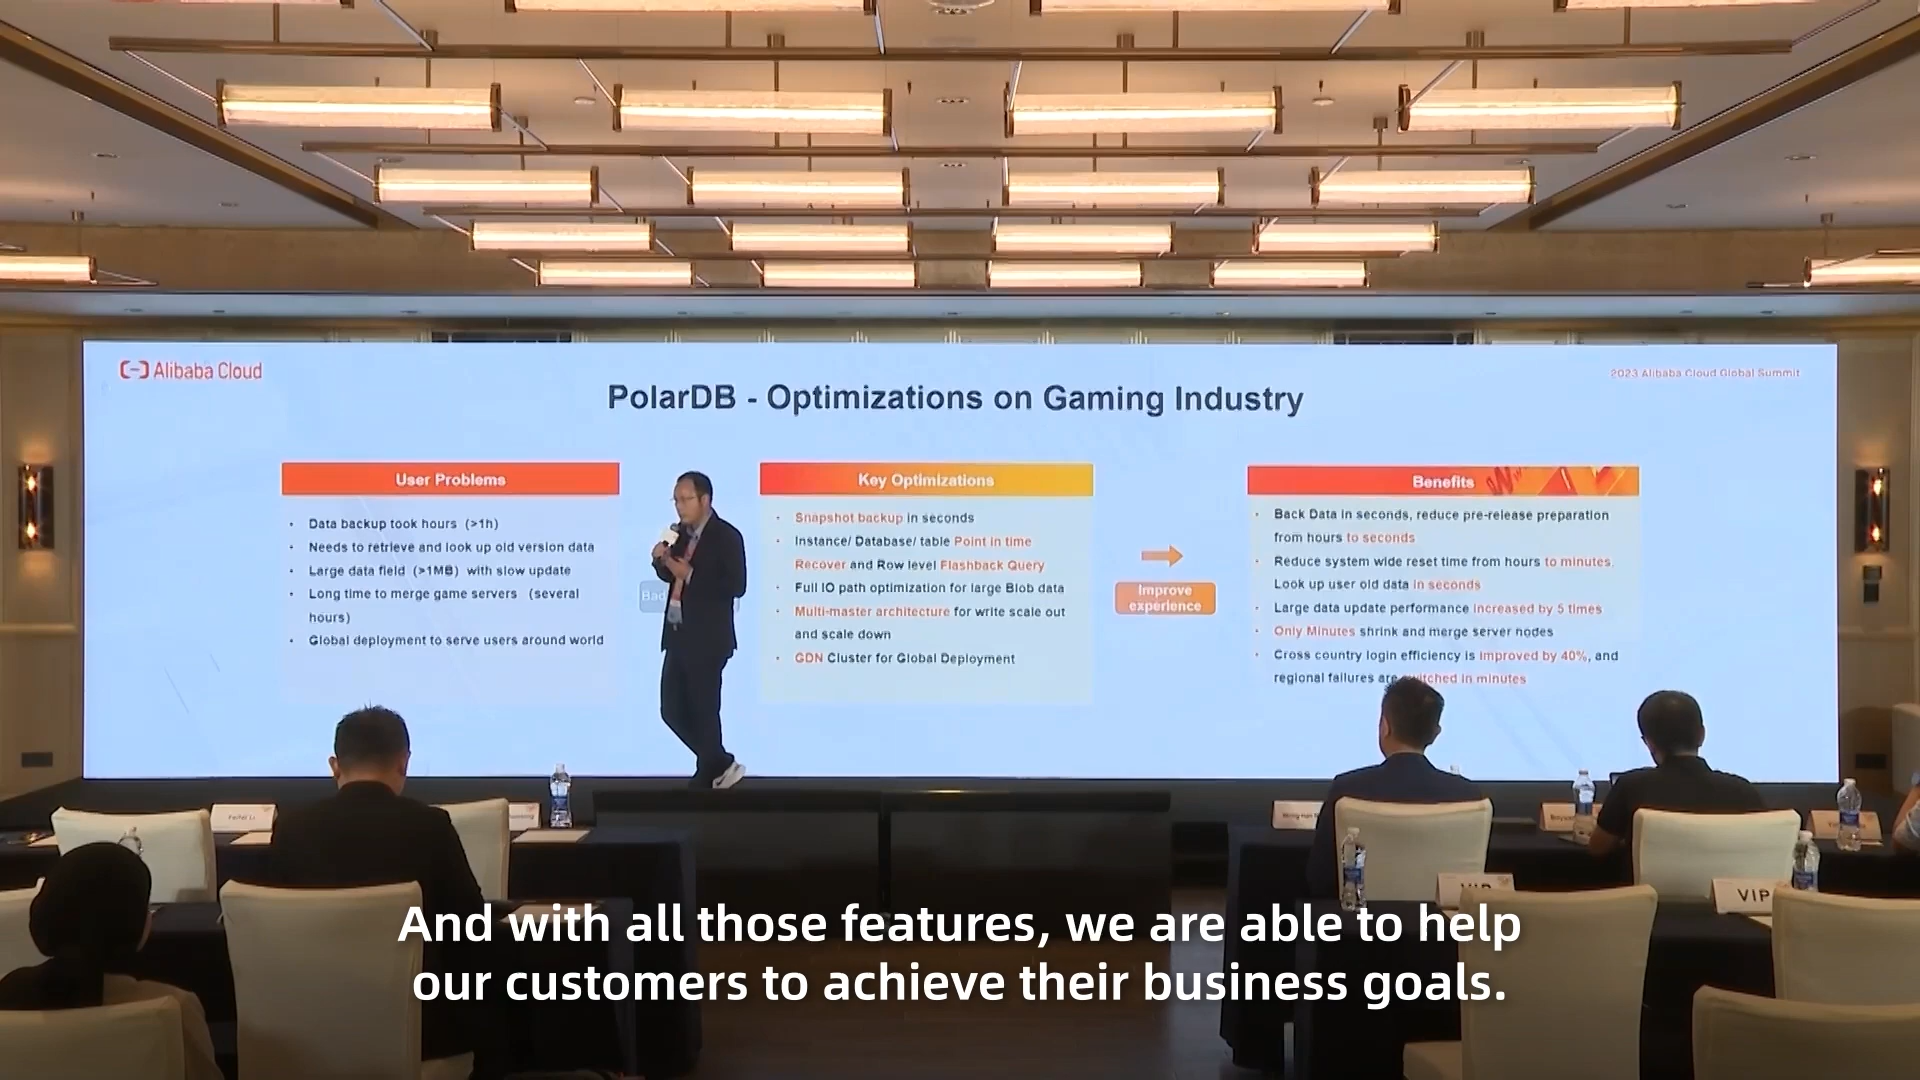 Alibaba Cloud
2023 Alibaba Cloud Global Summit
PolarDB - Optimizations on Gaming Industry
User Problems
• Data backup took hours (>1h)
• Needs to retrieve and look up old version data
• Large data field (>1MB) with slow update
• Long time to merge game servers (several
hours)
• Global deployment to serve users around world
Bad
Key Optimizations
• Snapshot backup in seconds
• Instance/ Database/ table Point in time
Recover and Row level Flashback Query
• Full IO path optimization for large Blob data
• Multi-master architecture for write scale out
and scale down
• GDN Cluster for Global Deployment
Improve
experience
Benefits
• Back Data in seconds, reduce pre-release preparation
from hours to seconds
• Reduce system wide reset time from hours to minutes.
Look up user old data in seconds
• Large data update performance increased by 5 times
• Only Minutes shrink and merge server nodes
• Cross country login efficiency is improved by 40%, and
regional failures are switched in minutes
VIP
VIP
And with all those features, we are able to help
our customers to achieve their business goals.